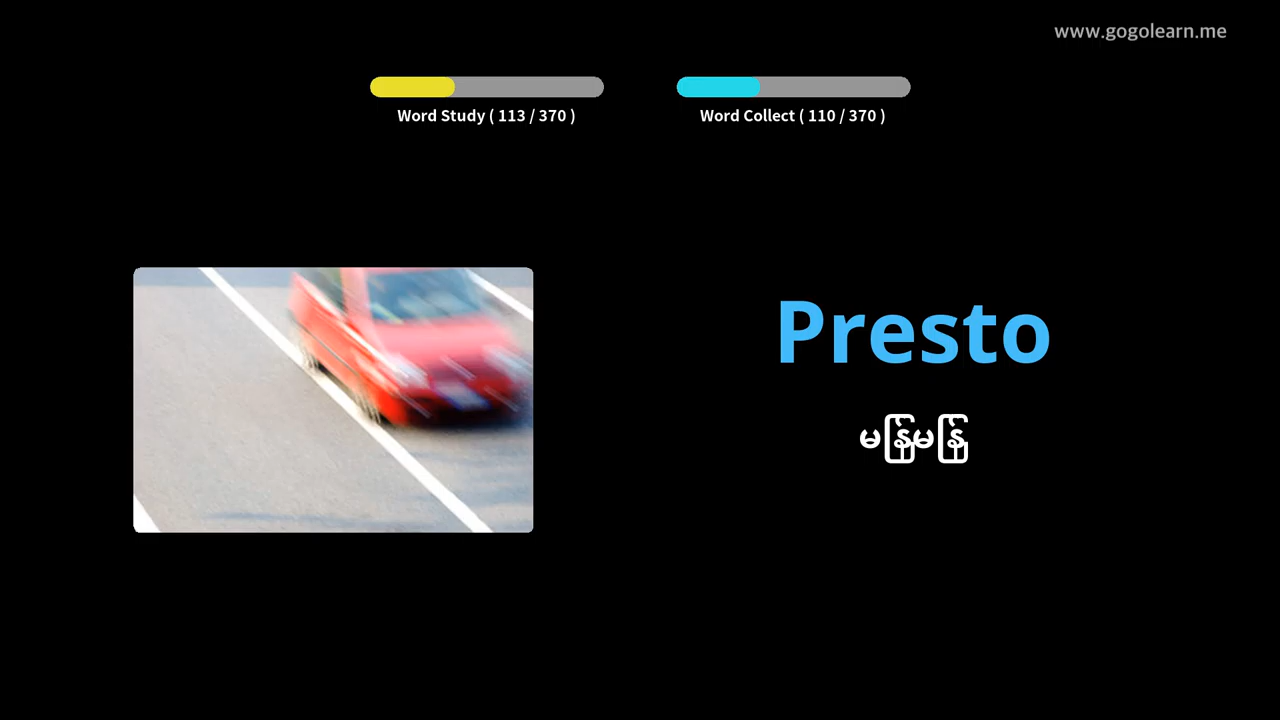 www.gogolearn.me
Word Study ( 113 / 370 )
Word Collect ( 110 / 370 )
Presto
မြန်မြန်